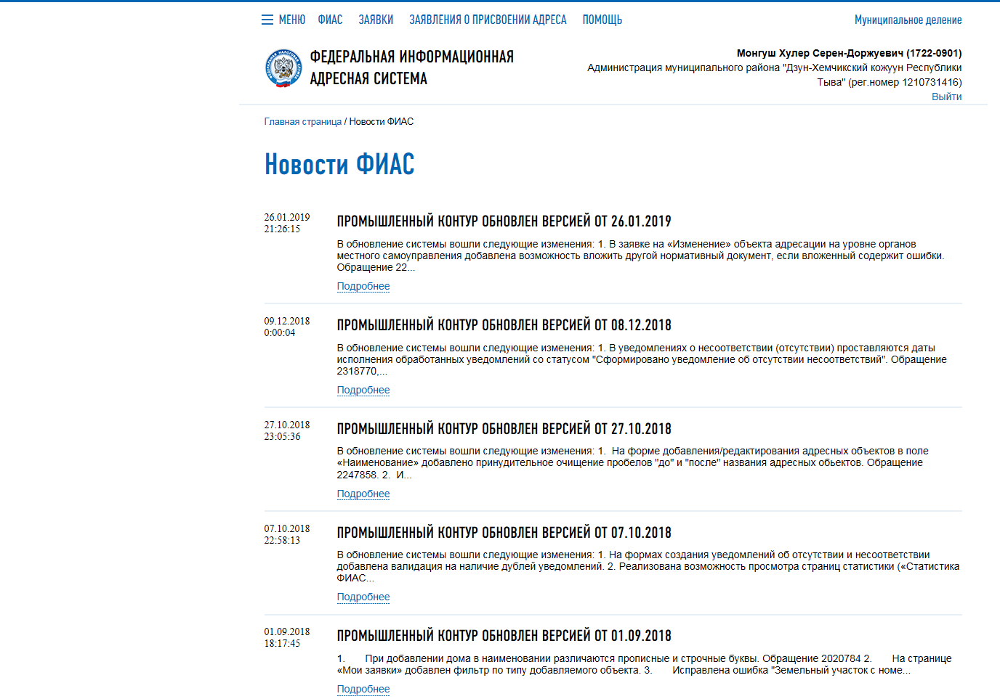 МЕНЮ ФИАС ЗАЯВКИ ЗАЯВЛЕНИЯ О ПРИСВОЕНИИ АДРЕСА ПОМОЩЬ Муниципальное деление
ФЕДЕРАЛЬНАЯ ИНФОРМАЦИОННАЯ
АДРЕСНАЯ СИСТЕМА
Монгуш Хулер Серен-Доржуевич (1722-0901)
Администрация муниципального района "Дзун-Хемчикский кожуун Республики
Тыва" (рег.номер 1210731416)
Выйти
Главная страница / Новости ФИАС
Новости ФИАС
26.01.2019
21:26:15
ПРОМЫШЛЕННЫЙ КОНТУР ОБНОВЛЕН ВЕРСИЕЙ ОТ 26.01.2019
В обновление системы вошли следующие изменения: 1. В заявке на «Изменение» объекта адресации на уровне органов
местного самоуправления добавлена возможность вложить другой нормативный документ, если вложенный содержит ошибки.
Обращение 22...
Подробнее
09.12.2018
0:00:04
ПРОМЫШЛЕННЫЙ КОНТУР ОБНОВЛЕН ВЕРСИЕЙ ОТ 08.12.2018
В обновление системы вошли следующие изменения: 1. В уведомлениях о несоответствии (отсутствии) проставляются даты
исполнения обработанных уведомлений со статусом "Сформировано уведомление об отсутствии несоответствий". Обращение
2318770,...
Подробнее
27.10.2018
23:05:36
ПРОМЫШЛЕННЫЙ КОНТУР ОБНОВЛЕН ВЕРСИЕЙ ОТ 27.10.2018
В обновление системы вошли следующие изменения: 1.  На форме добавления/редактирования адресных объектов в поле
«Наименование» добавлено принудительное очищение пробелов "до" и "после" названия адресных обьектов. Обращение
2247858. 2.  И...
Подробнее
07.10.2018
22:58:13
ПРОМЫШЛЕННЫЙ КОНТУР ОБНОВЛЕН ВЕРСИЕЙ ОТ 07.10.2018
В обновление системы вошли следующие изменения: 1. На формах создания уведомлений об отсутствии и несоответствии
добавлена валидация на наличие дублей уведомлений. 2. Реализована возможность просмотра страниц статистики («Статистика
ФИАС...
Подробнее
01.09.2018
18:17:45
ПРОМЫШЛЕННЫЙ КОНТУР ОБНОВЛЕН ВЕРСИЕЙ ОТ 01.09.2018
1.       При добавлении дома в наименовании различаются прописные и строчные буквы. Обращение 2020784 2.       На странице
«Мои заявки» добавлен фильтр по типу добавляемого объекта. 3.       Исправлена ошибка "Земельный участок с номе...
Подробнее